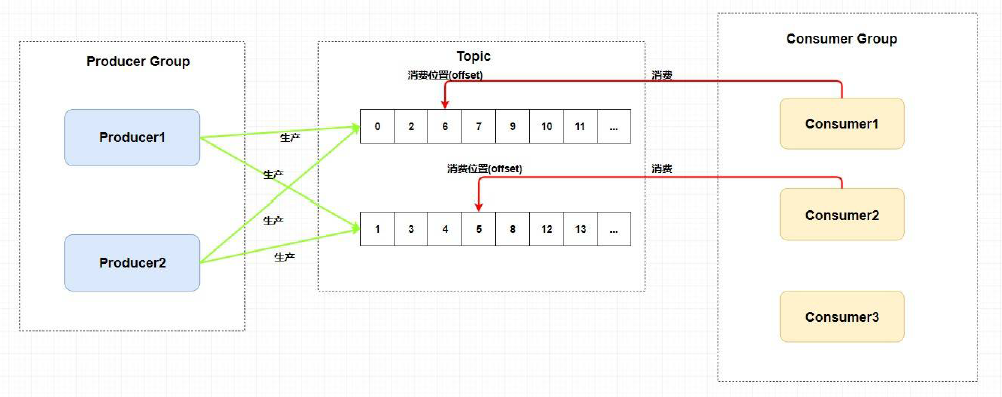 Producer Group
Topic
Consumer Group
消费位置(offset)
消费
Producer1
生产
0 2 6 7 9 10 11 ...
Consumer1
生产
消费位置(offset)
消费
生产
1 3 4 5 8 12 13 ...
Consumer2
Producer2
生产
Consumer3